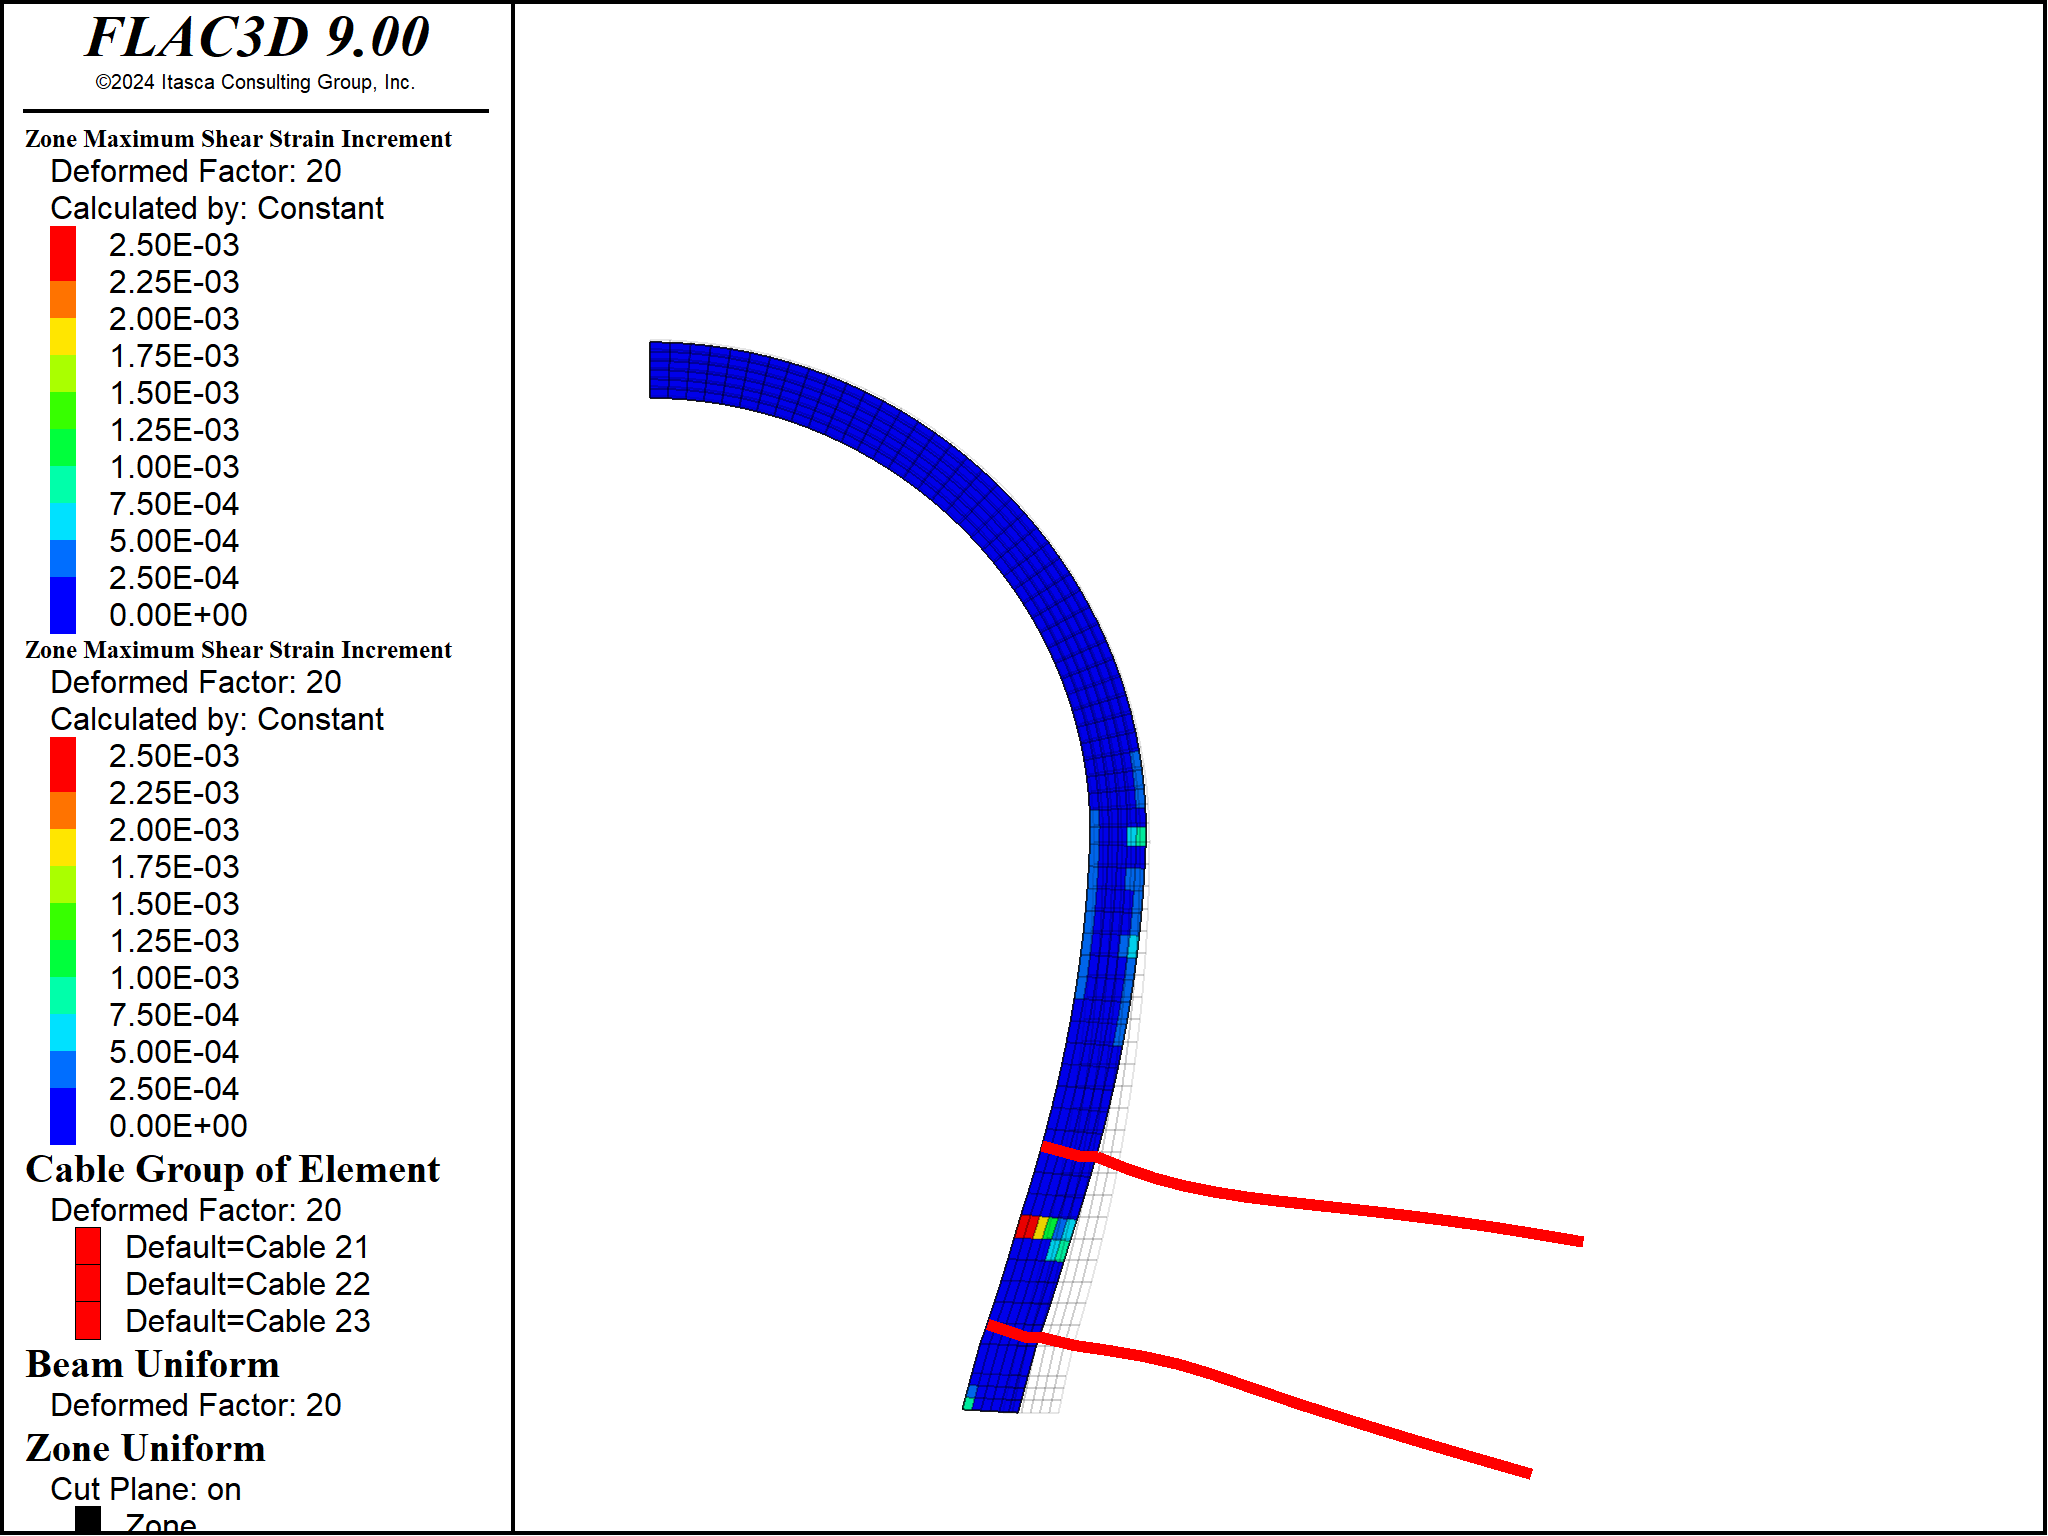 FLAC3D 9.00
©2024 Itasca Consulting Group, Inc.
Zone Maximum Shear Strain Increment
Deformed Factor: 20
Calculated by: Constant
2.50E-03
2.25E-03
2.00E-03
1.75E-03
1.50E-03
1.25E-03
1.00E-03
7.50E-04
5.00E-04
2.50E-04
0.00E+00
Zone Maximum Shear Strain Increment
Deformed Factor: 20
Calculated by: Constant
2.50E-03
2.25E-03
2.00E-03
1.75E-03
1.50E-03
1.25E-03
1.00E-03
7.50E-04
5.00E-04
2.50E-04
0.00E+00
Cable Group of Element
Deformed Factor: 20
Default=Cable 21
Default=Cable 22
Default=Cable 23
Beam Uniform
Deformed Factor: 20
Zone Uniform
Cut Plane: on
Zone